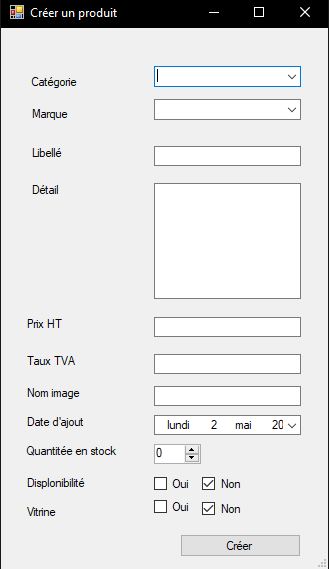 Créer un produit
Catégorie
Marque
Libellé
Détail
Prix HT
Taux TVA
Nom image
Date d'ajout lundi 2 mai 20
Quantitée en stock 0
Displonibilité Oui Non
Vitrine Oui Non
Créer